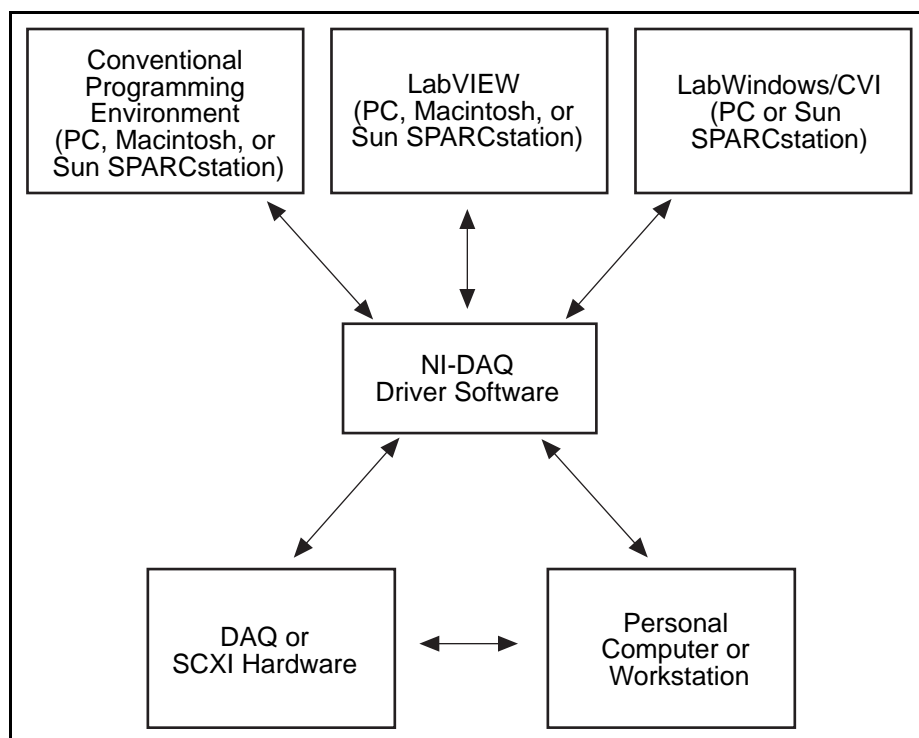 Conventional
Programming
Environment
(PC, Macintosh, or
Sun SPARCstation)
LabVIEW
(PC, Macintosh, or
Sun SPARCstation)
LabWindows/CVI
(PC or Sun
SPARCstation)
NI-DAQ
Driver Software
DAQ or
SCXI Hardware
Personal
Computer or
Workstation